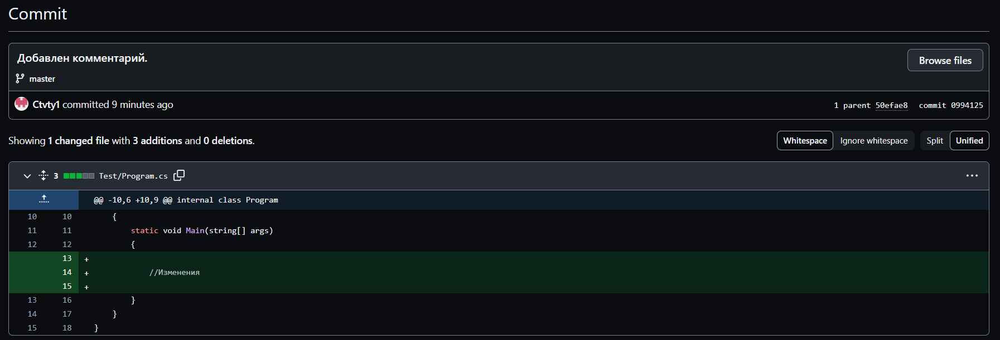 Commit
Добавлен комментарий.
Browse files
master
Ctvty1 committed 9 minutes ago
1 parent 50efae8 commit 0994125
Showing 1 changed file with 3 additions and 0 deletions.
Whitespace Ignore whitespace Split Unified
3 Test/Program.cs
@@ -10,6 +10,9 @@ internal class Program
10 10 {
11 11 static void Main(string[] args)
12 12 {
13 +
14 + //Изменения
15 +
13 16 }
14 17 }
15 18 }